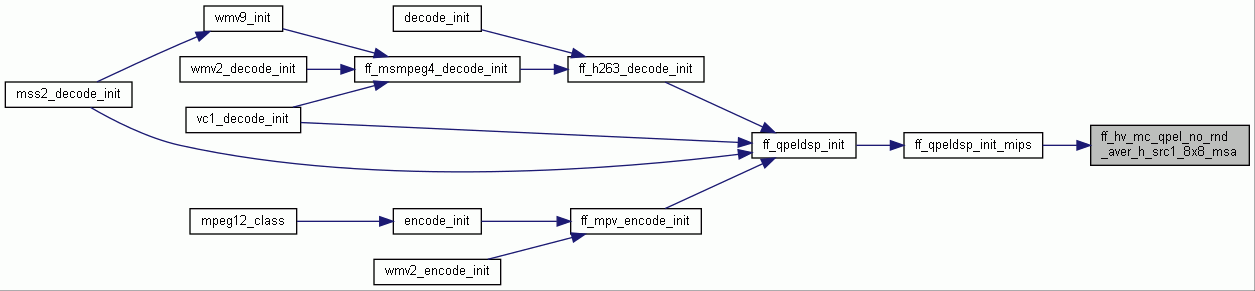 wmv9_init
decode_init
wmv2_decode_init
ff_msmpeg4_decode_init
ff_h263_decode_init
mss2_decode_init
vc1_decode_init
ff_qpeldsp_init
ff_qpeldsp_init_mips
ff_hv_mc_qpel_no_rnd
_aver_h_src1_8x8_msa
mpeg12_class
encode_init
ff_mpv_encode_init
wmv2_encode_init